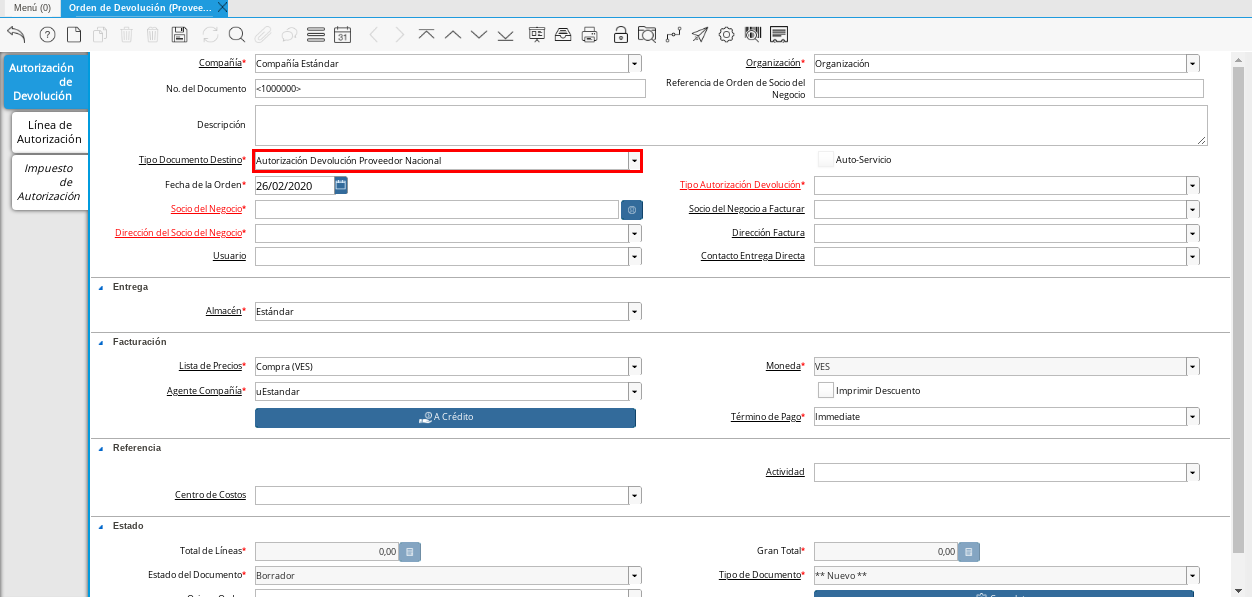 Menú (0)
Orden de Devolución (Provee...
31
Autorización de Devolución
Línea de Autorización
Impuesto de Autorización
Compañía* Compañía Estándar
Organización* Organización
No. del Documento <1000000>
Referencia de Orden de Socio del Negocio
Descripción
Tipo Documento Destino* Autorización Devolución Proveedor Nacional
Auto-Servicio
Fecha de la Orden* 26/02/2020
Tipo Autorización Devolución*
Socio del Negocio*
Socio del Negocio a Facturar
Dirección del Socio del Negocio*
Dirección Factura
Usuario
Contacto Entrega Directa
Entrega
Almacén* Estándar
Facturación
Lista de Precios* Compra (VES)
Moneda* VES
Agente Compañía* uEstandar
Imprimir Descuento
A Crédito
Término de Pago* Immediate
Referencia
Actividad
Centro de Costos
Estado
Total de Líneas* 0,00
Gran Total* 0,00
Estado del Documento* Borrador
Tipo de Documento* ** Nuevo **